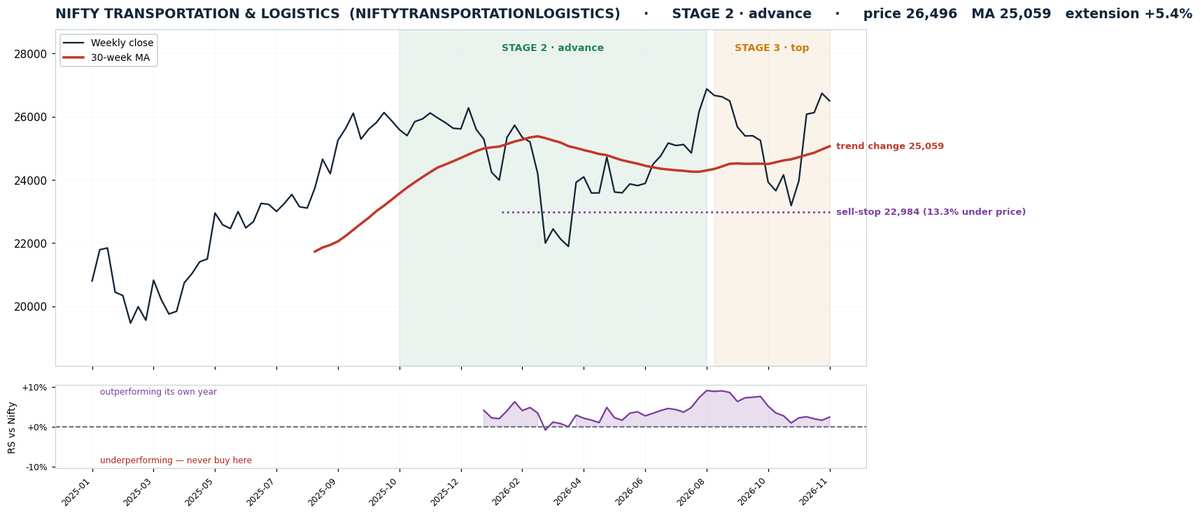 NIFTY TRANSPORTATION & LOGISTICS (NIFTYTRANSPORTATIONLOGISTICS) · STAGE 2 · advance · price 26,496 MA 25,059 extension +5.4%
Weekly close
30-week MA
STAGE 2 · advance
STAGE 3 · top
28000
26000
24000
22000
20000
trend change 25,059
sell-stop 22,984 (13.3% under price)
RS vs Nifty
+10%
+0%
-10%
outperforming its own year
underperforming — never buy here
2025-01
2025-03
2025-05
2025-07
2025-09
2025-10
2025-12
2026-02
2026-04
2026-06
2026-08
2026-10
2026-11